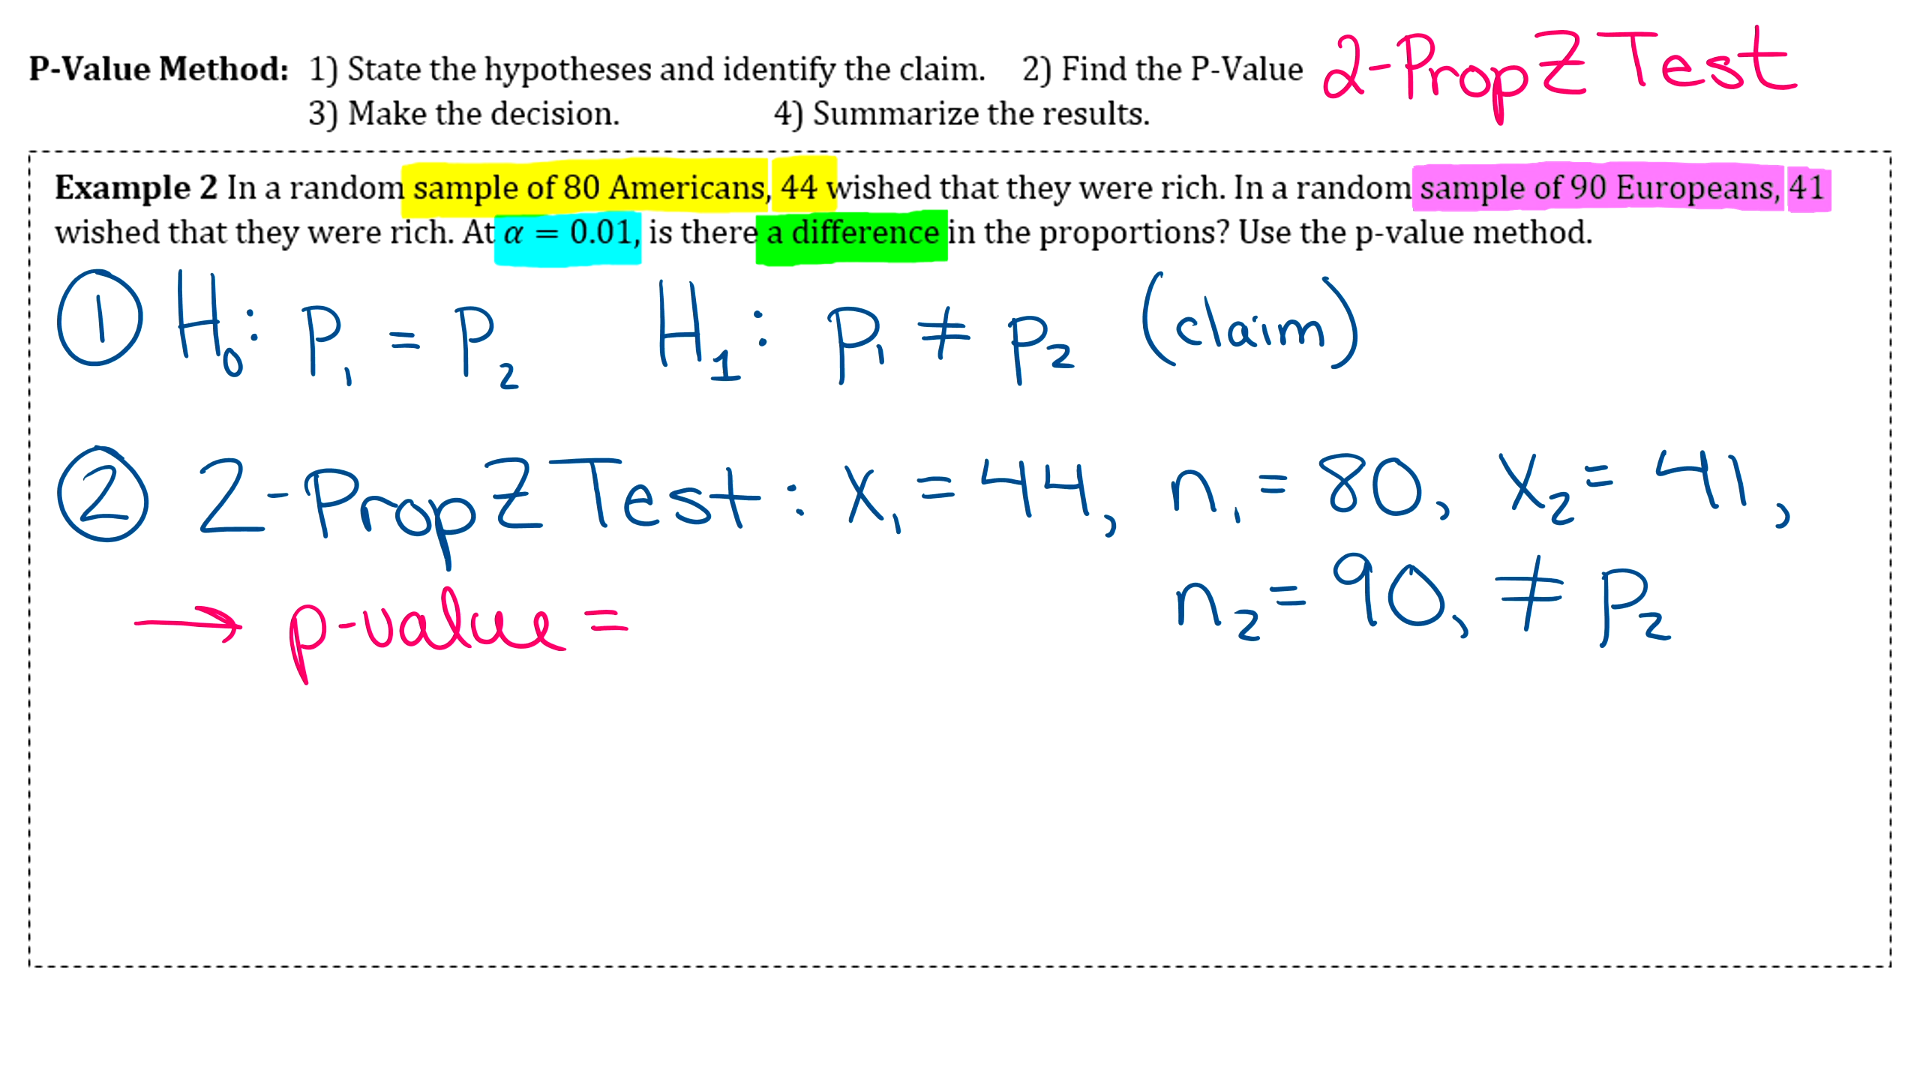 P-Value Method: 1) State the hypotheses and identify the claim. 2) Find the P-Value 2-PropZTest
3) Make the decision. 4) Summarize the results.
Example 2 In a random sample of 80 Americans, 44 wished that they were rich. In a random sample of 90 Europeans, 41
wished that they were rich. At α = 0.01, is there a difference in the proportions? Use the p-value method.
① H₀: P₁ = P₂ H₁: P₁ ≠ P₂ (claim)
② 2-PropZTest: X₁ = 44, n₁ = 80, X₂ = 41,
n₂ = 90, ≠ P₂
→ p-value =